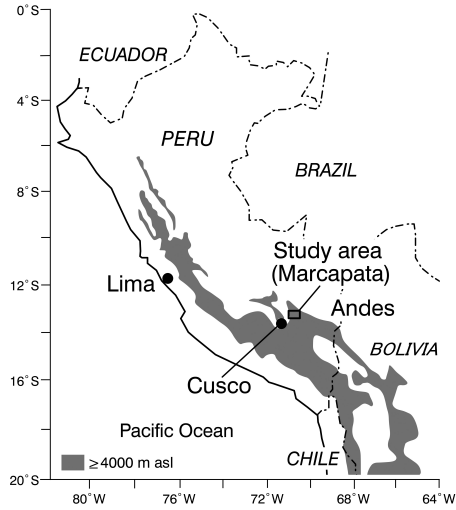 0°S
ECUADOR
4°S
PERU
BRAZIL
8°S
Study area
(Marcapata)
Lima
12°S
Andes
BOLIVIA
16°S
Cusco
Pacific Ocean
≥4000 m asl
CHILE
20°S
80°W 76°W 72°W 68°W 64°W